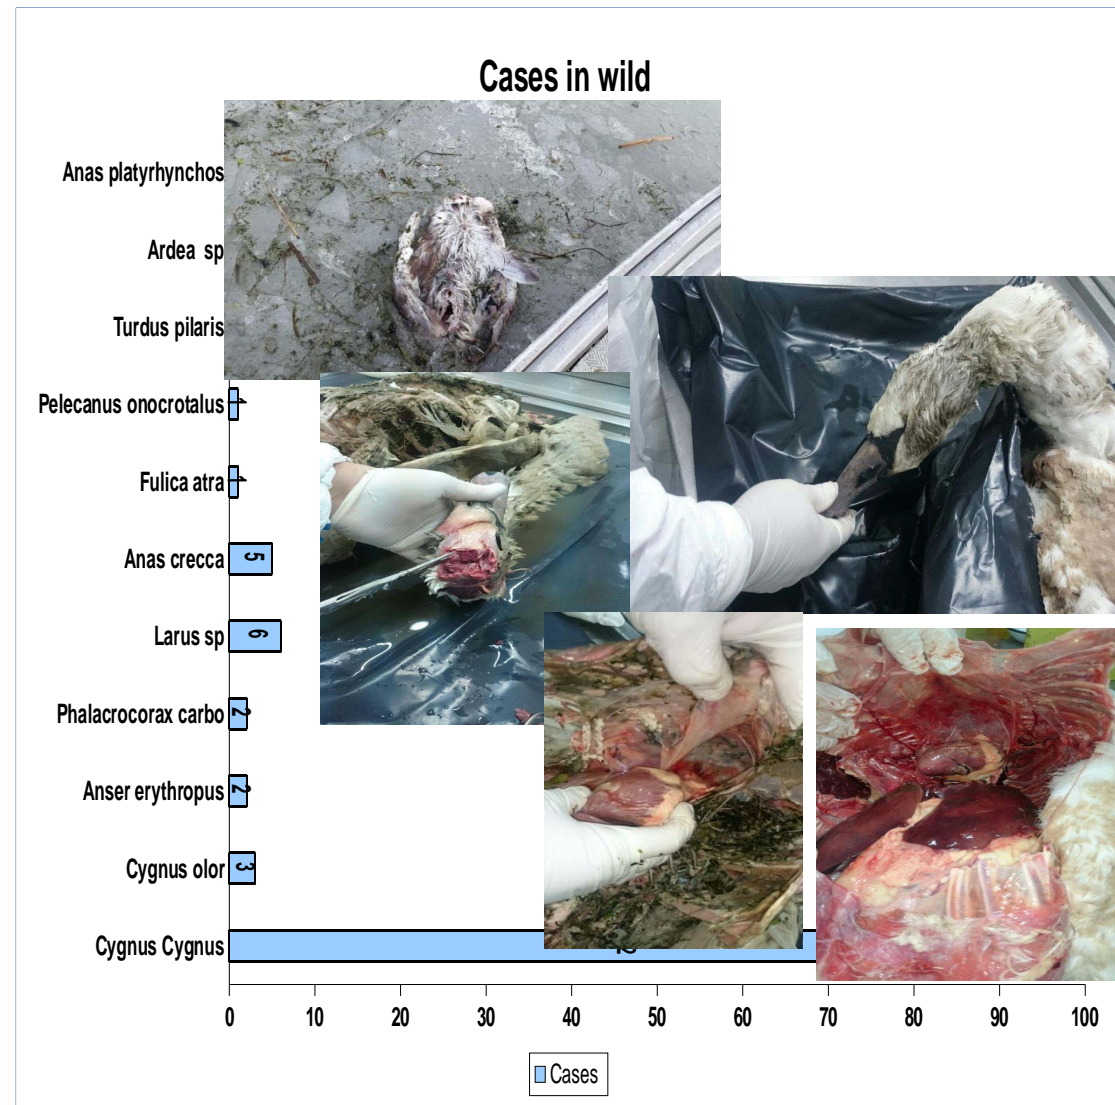 Cases in wild
Anas platyrhynchos
Ardea sp
Turdus pilaris
Pelecanus onocrotalus 1
Fulica atra 1
Anas crecca 5
Larus sp 6
Phalacrocorax carbo 2
Anser erythropus 2
Cygnus olor 3
Cygnus Cygnus
0 10 20 30 40 50 60 70 80 90 100
Cases